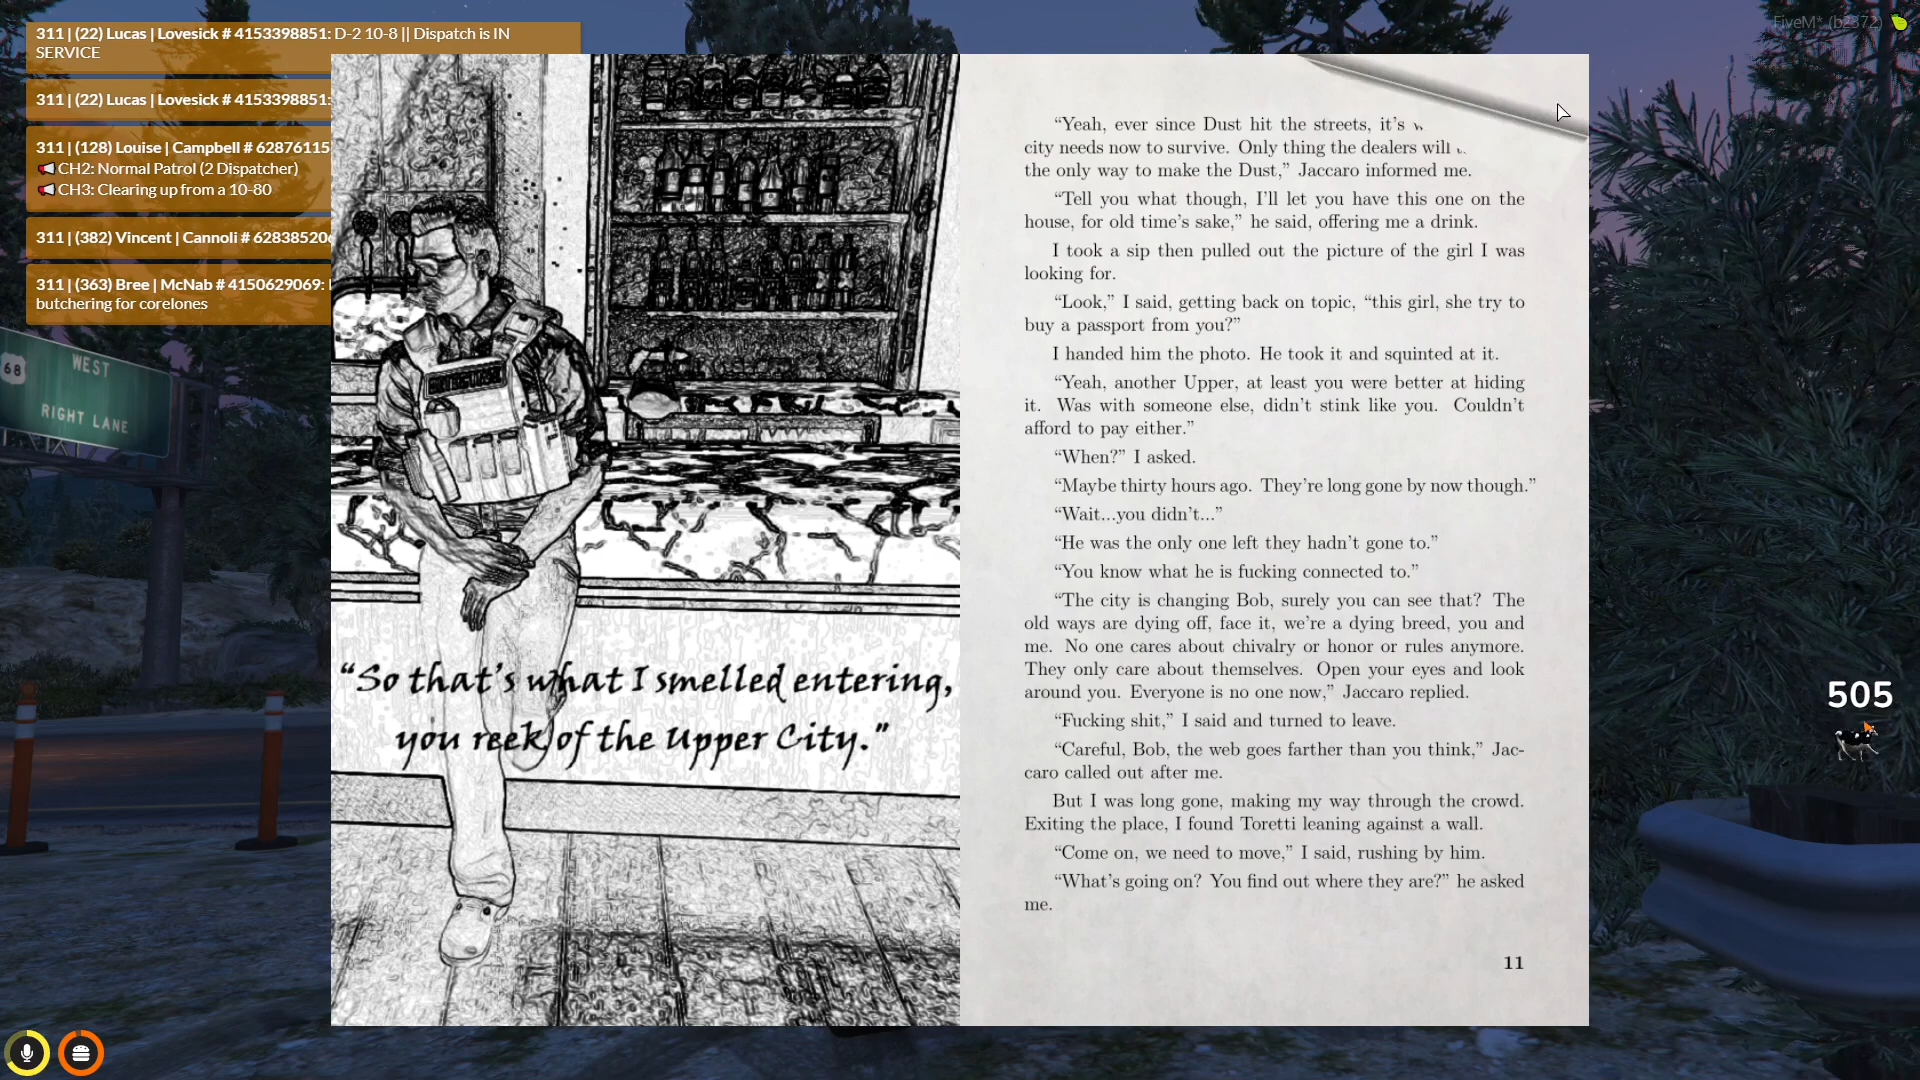 311 | (22) Lucas | Lovesick # 4153398851: D-2 10-8 || Dispatch is IN
SERVICE
311 | (22) Lucas | Lovesick # 4153398851:
311 | (128) Louise | Campbell # 62876115
CH2: Normal Patrol (2 Dispatcher)
CH3: Clearing up from a 10-80
311 | (382) Vincent | Cannoli # 62838520
311 | (363) Bree | McNab # 4150629069:
butchering for corelones
68
WEST
RIGHT LANE
“So that's what I smelled entering,
you reek of the Upper City.”
“Yeah, ever since Dust hit the streets, it’s
city needs now to survive. Only thing the dealers will
the only way to make the Dust,” Jaccaro informed me.
“Tell you what though, I’ll let you have this one on the
house, for old time’s sake,” he said, offering me a drink.
I took a sip then pulled out the picture of the girl I was
looking for.
“Look,” I said, getting back on topic, “this girl, she try to
buy a passport from you?”
I handed him the photo. He took it and squinted at it.
“Yeah, another Upper, at least you were better at hiding
it. Was with someone else, didn’t stink like you. Couldn’t
afford to pay either.”
“When?” I asked.
“Maybe thirty hours ago. They’re long gone by now though.”
“Wait...you didn’t...”
“He was the only one left they hadn’t gone to.”
“You know what he is fucking connected to.”
“The city is changing Bob, surely you can see that? The
old ways are dying off, face it, we’re a dying breed, you and
me. No one cares about chivalry or honor or rules anymore.
They only care about themselves. Open your eyes and look
around you. Everyone is no one now,” Jaccaro replied.
“Fucking shit,” I said and turned to leave.
“Careful, Bob, the web goes farther than you think,” Jac-
caro called out after me.
But I was long gone, making my way through the crowd.
Exiting the place, I found Toretti leaning against a wall.
“Come on, we need to move,” I said, rushing by him.
“What’s going on? You find out where they are?” he asked
me.
11
FiveM* (b2372)
505